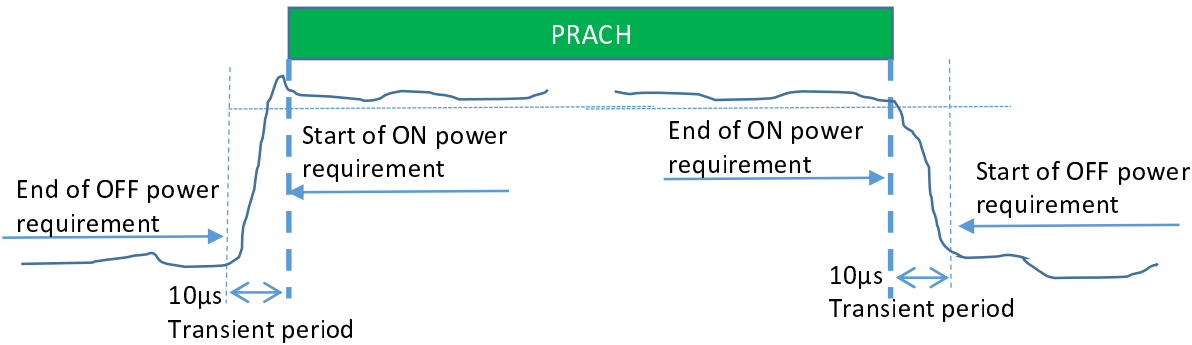 PRACH
Start of ON power
requirement
End of ON power
requirement
End of OFF power
requirement
Start of OFF power
requirement
10µs
Transient period
10µs
Transient period